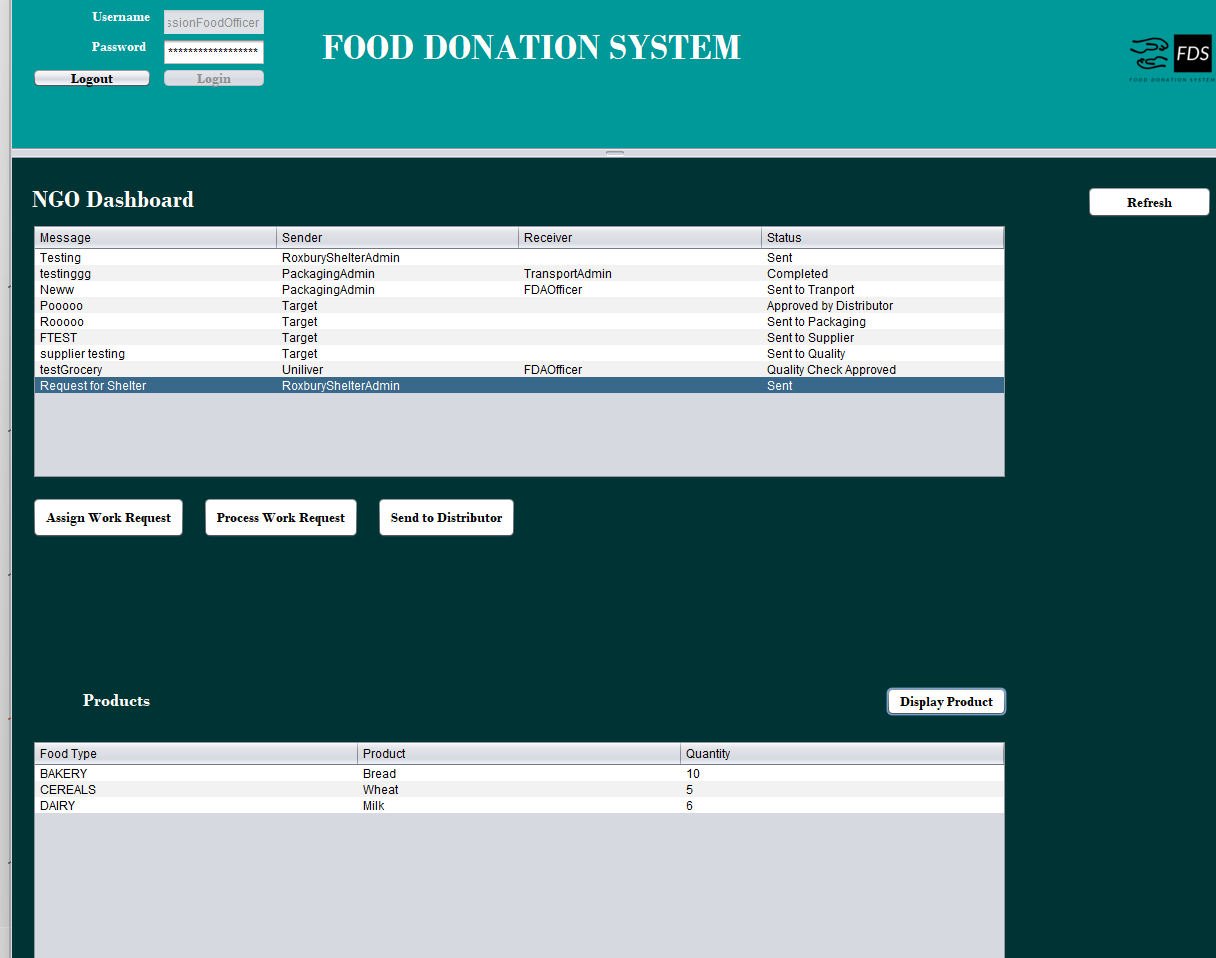 Username ssionFoodOfficer
FOOD DONATION SYSTEM
Password *****************
FDS
Logout Login
FOOD DONATION SYSTEM
NGO Dashboard
Refresh
Message Sender Receiver Status
Testing RoxburyShelterAdmin Sent
testinggg PackagingAdmin TransportAdmin Completed
Neww PackagingAdmin FDAOfficer Sent to Tranport
Pooooo Target Approved by Distributor
Rooooo Target Sent to Packaging
FTEST Target Sent to Supplier
supplier testing Target Sent to Quality
testGrocery Uniliver FDAOfficer Quality Check Approved
Request for Shelter RoxburyShelterAdmin Sent
Assign Work Request Process Work Request Send to Distributor
Products Display Product
Food Type Product Quantity
BAKERY Bread 10
CEREALS Wheat 5
DAIRY Milk 6